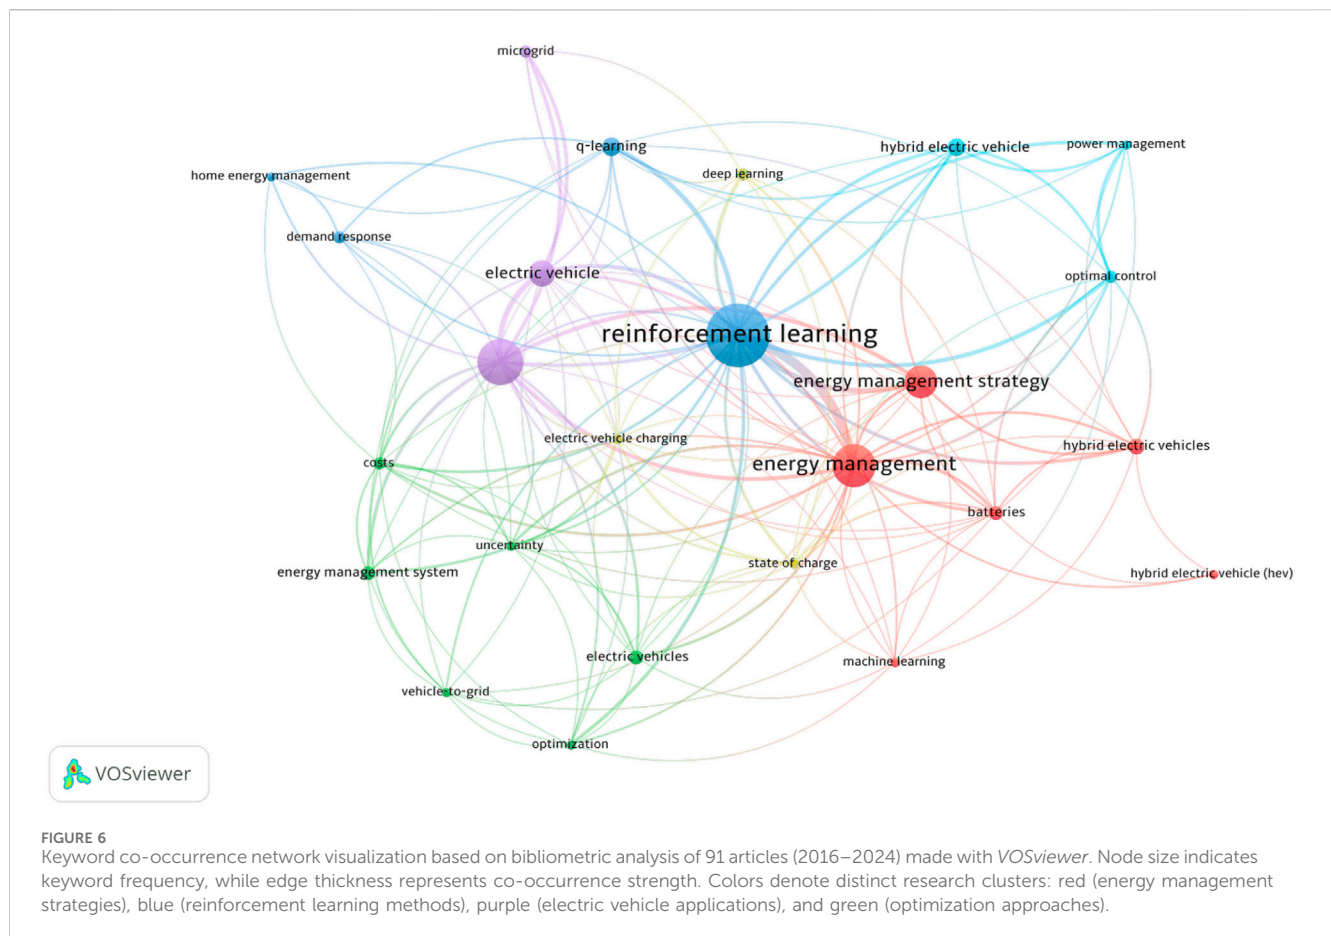 microgrid
q-learning
hybrid electric vehicle
power management
home energy management
deep learning
demand response
electric vehicle
optimal control
reinforcement learning
energy management strategy
electric vehicle charging
hybrid electric vehicles
costs
energy management
batteries
uncertainty
energy management system
state of charge
hybrid electric vehicle (hev)
electric vehicles
machine learning
vehicle-to-grid
optimization
VOSviewer
FIGURE 6
Keyword co-occurrence network visualization based on bibliometric analysis of 91 articles (2016–2024) made with VOSviewer. Node size indicates
keyword frequency, while edge thickness represents co-occurrence strength. Colors denote distinct research clusters: red (energy management
strategies), blue (reinforcement learning methods), purple (electric vehicle applications), and green (optimization approaches).